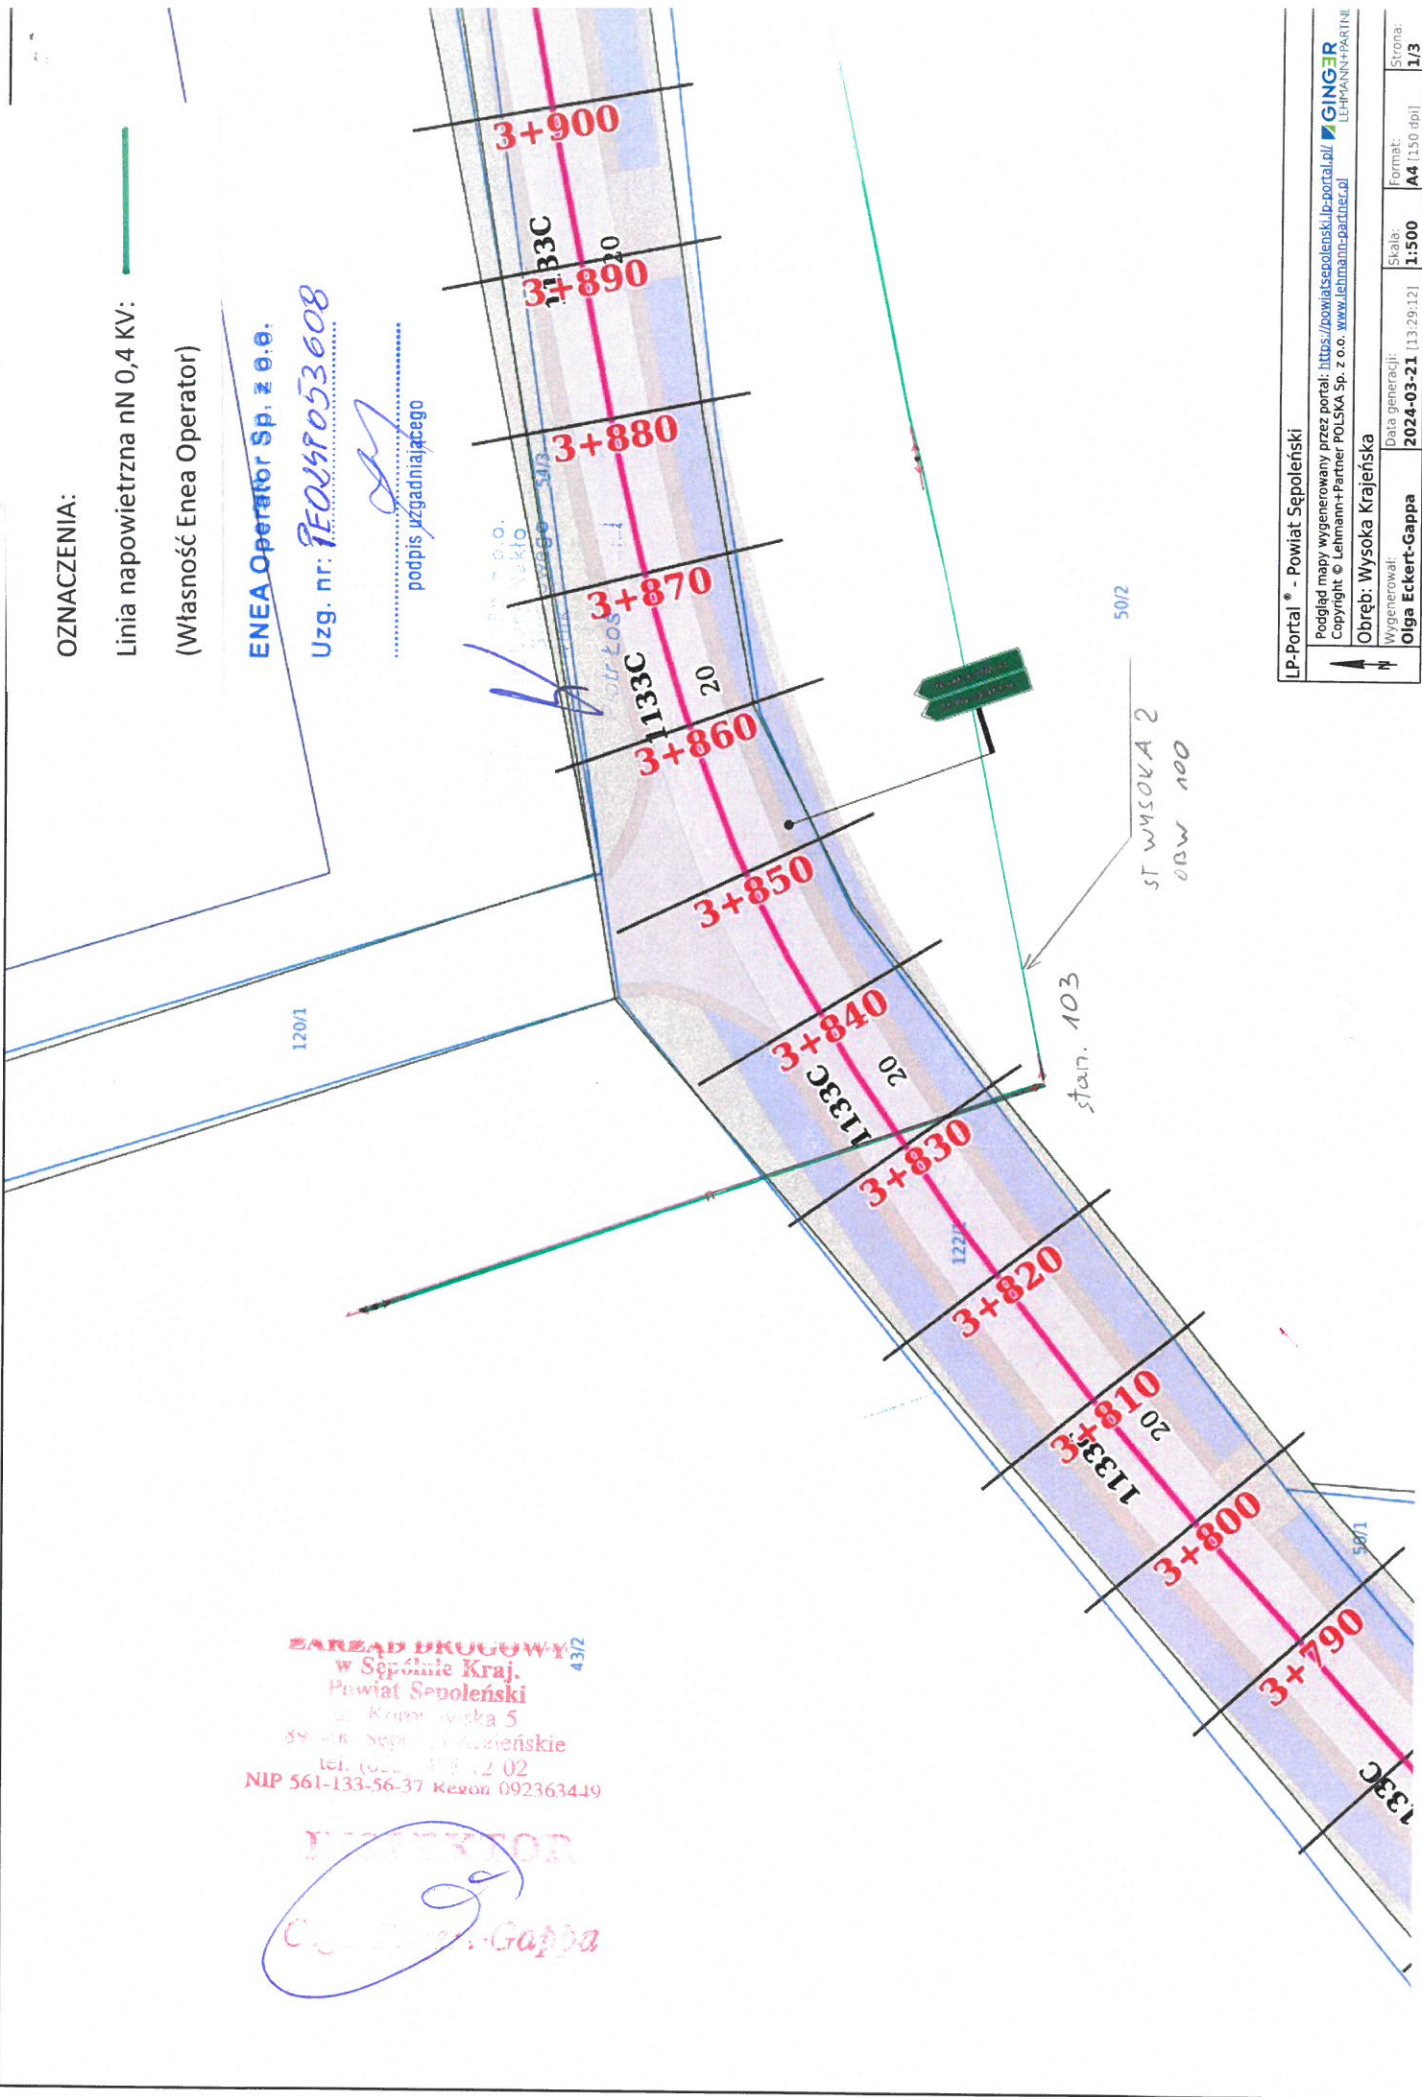 OZNACZENIA:
Linia napowietrzna nN 0,4 KV:
(Własność Enea Operator)
ENEA Operator Sp. z o.o.
Uzg. nr:
podpis uzgadniającego
54/3
120/1
1133C
20
3+900
3+890
3+880
3+870
1133C
20
3+860
3+850
3+840
1133C
20
3+830
122/1
3+820
3+810
1133C
20
3+800
3+790
133C
50/2
50/1
43/2
ST WYSOKA 2
OBW 100
stan. 103
ZARZĄD DROGOWY
w Sępólnie Kraj.
Powiat Sępoleński
ska 5
NIP 561-133-56-37 Regon 092363449
INSPEKTOR
-Gappa
LP-Portal ® - Powiat Sępoleński
Podgląd mapy wygenerowany przez portal: https://powiatsepolenski.lp-portal.pl/
Copyright © Lehmann+Partner POLSKA Sp. z o.o. www.lehmann-partner.pl
GINGER
LEHMANN+PARTNE
N
Obręb: Wysoka Krajeńska
Wygenerował:
Olga Eckert-Gappa
Data generacji:
2024-03-21 [13:29:12]
Skala:
1:500
Format:
A4 [150 dpi]
Strona:
1/3